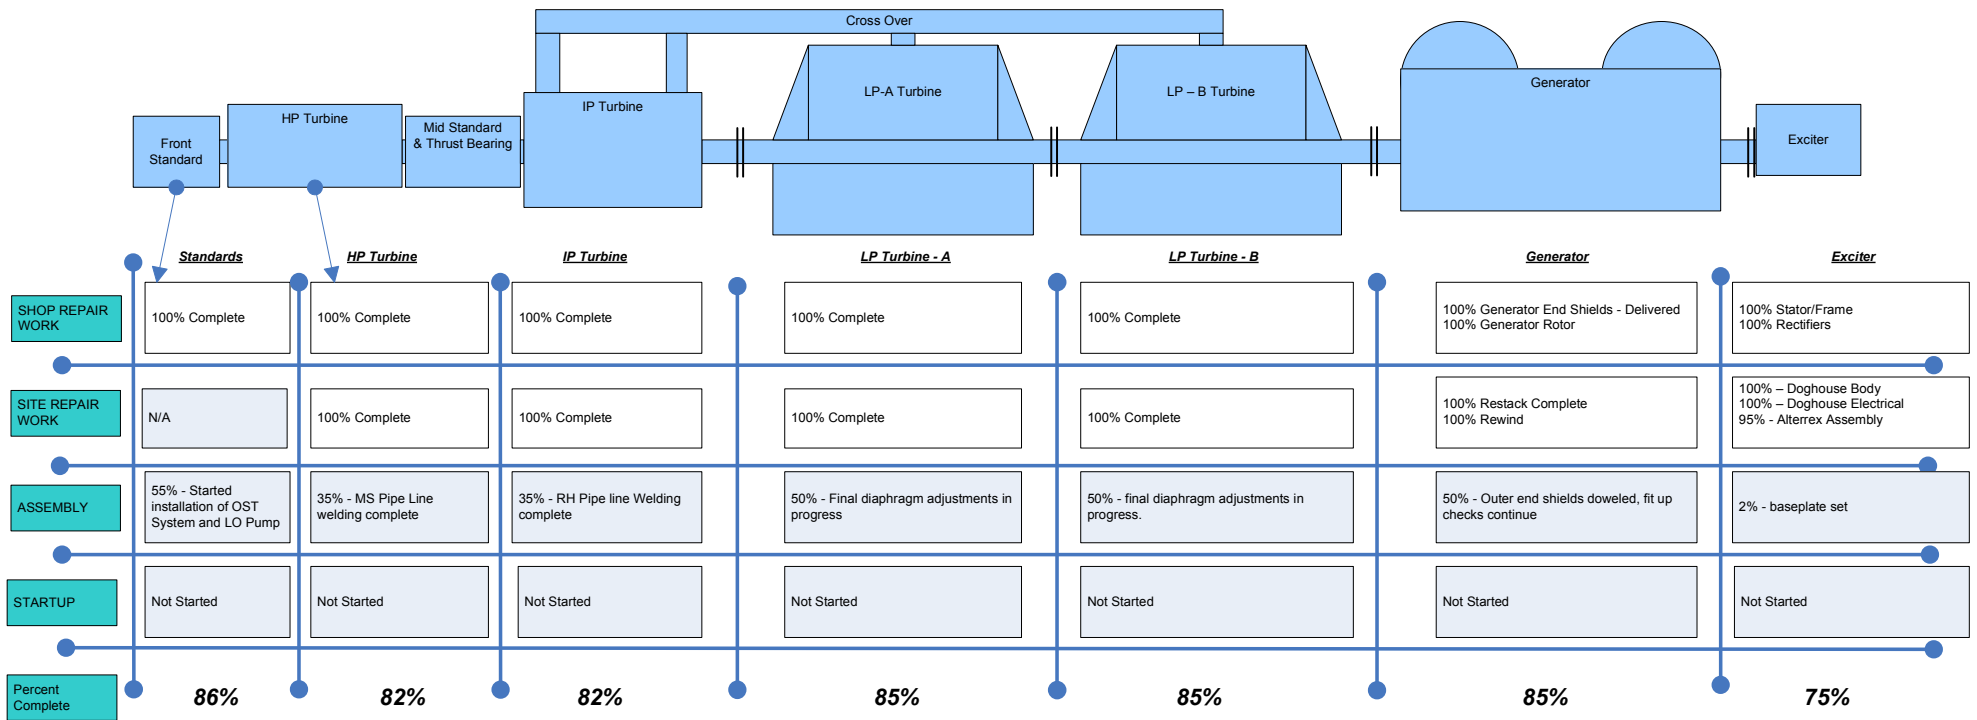 Cross Over
Front
Standard
HP Turbine
Mid Standard
& Thrust Bearing
IP Turbine
LP-A Turbine
LP – B Turbine
Generator
Exciter
Standards
HP Turbine
IP Turbine
LP Turbine - A
LP Turbine - B
Generator
Exciter
SHOP REPAIR
WORK
100% Complete
100% Complete
100% Complete
100% Complete
100% Complete
100% Generator End Shields - Delivered
100% Generator Rotor
100% Stator/Frame
100% Rectifiers
SITE REPAIR
WORK
N/A
100% Complete
100% Complete
100% Complete
100% Complete
100% Restack Complete
100% Rewind
100% – Doghouse Body
100% – Doghouse Electrical
95% - Alterrex Assembly
ASSEMBLY
55% - Started
installation of OST
System and LO Pump
35% - MS Pipe Line
welding complete
35% - RH Pipe line Welding
complete
50% - Final diaphragm adjustments in
progress
50% - final diaphragm adjustments in
progress.
50% - Outer end shields doweled, fit up
checks continue
2% - baseplate set
STARTUP
Not Started
Not Started
Not Started
Not Started
Not Started
Not Started
Not Started
Percent
Complete
86%
82%
82%
85%
85%
85%
75%